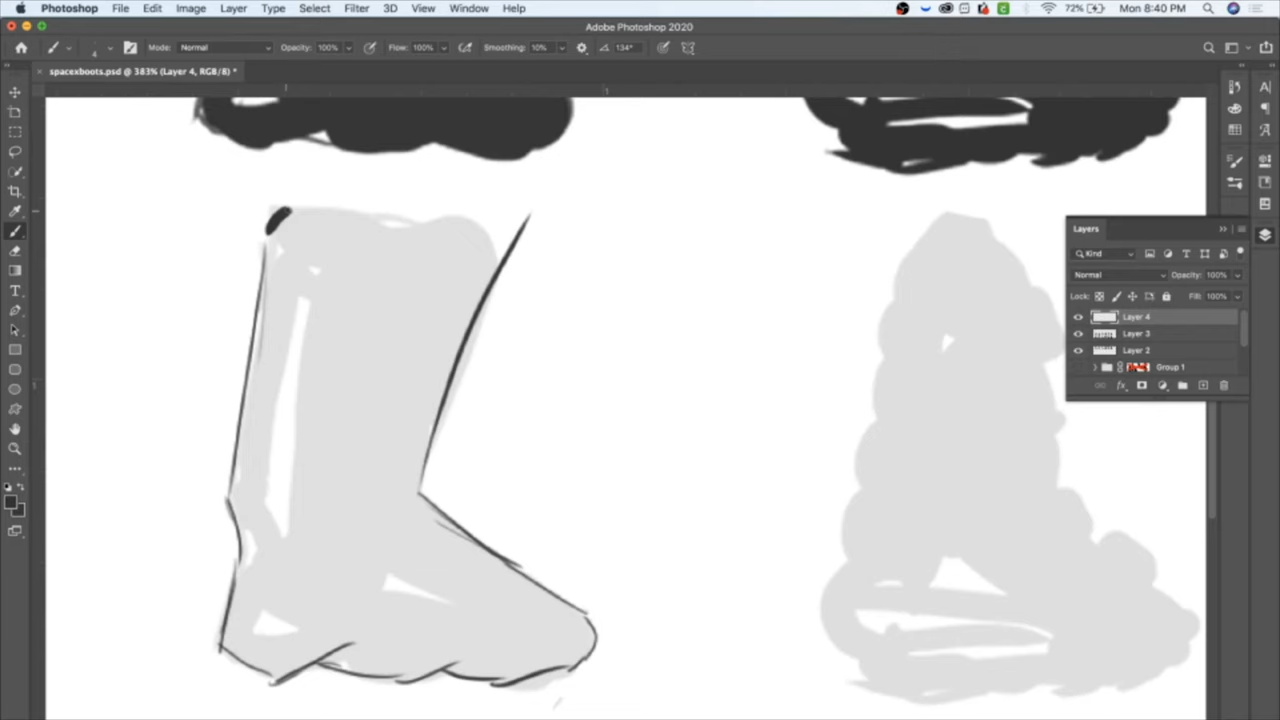 Photoshop File Edit Image Layer Type Select Filter 3D View Window Help 72% Mon 8:40 PM
Adobe Photoshop 2020
4 Mode: Normal Opacity: 100% Flow: 100% Smoothing: 10% 134°
× spacexboots.psd @ 383% (Layer 4, RGB/8) *
Layers
Kind
Normal Opacity: 100%
Lock: Fill: 100%
Layer 4
Layer 3
Layer 2
Group 1